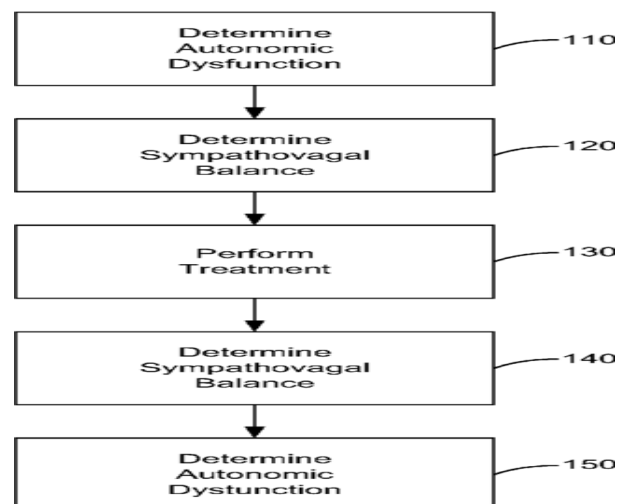 Determine
Autonomic
Dysfunction
110
Determine
Sympathovagal
Balance
120
Perform
Treatment
130
Determine
Sympathovagal
Balance
140
Determine
Autonomic
Dystunction
150